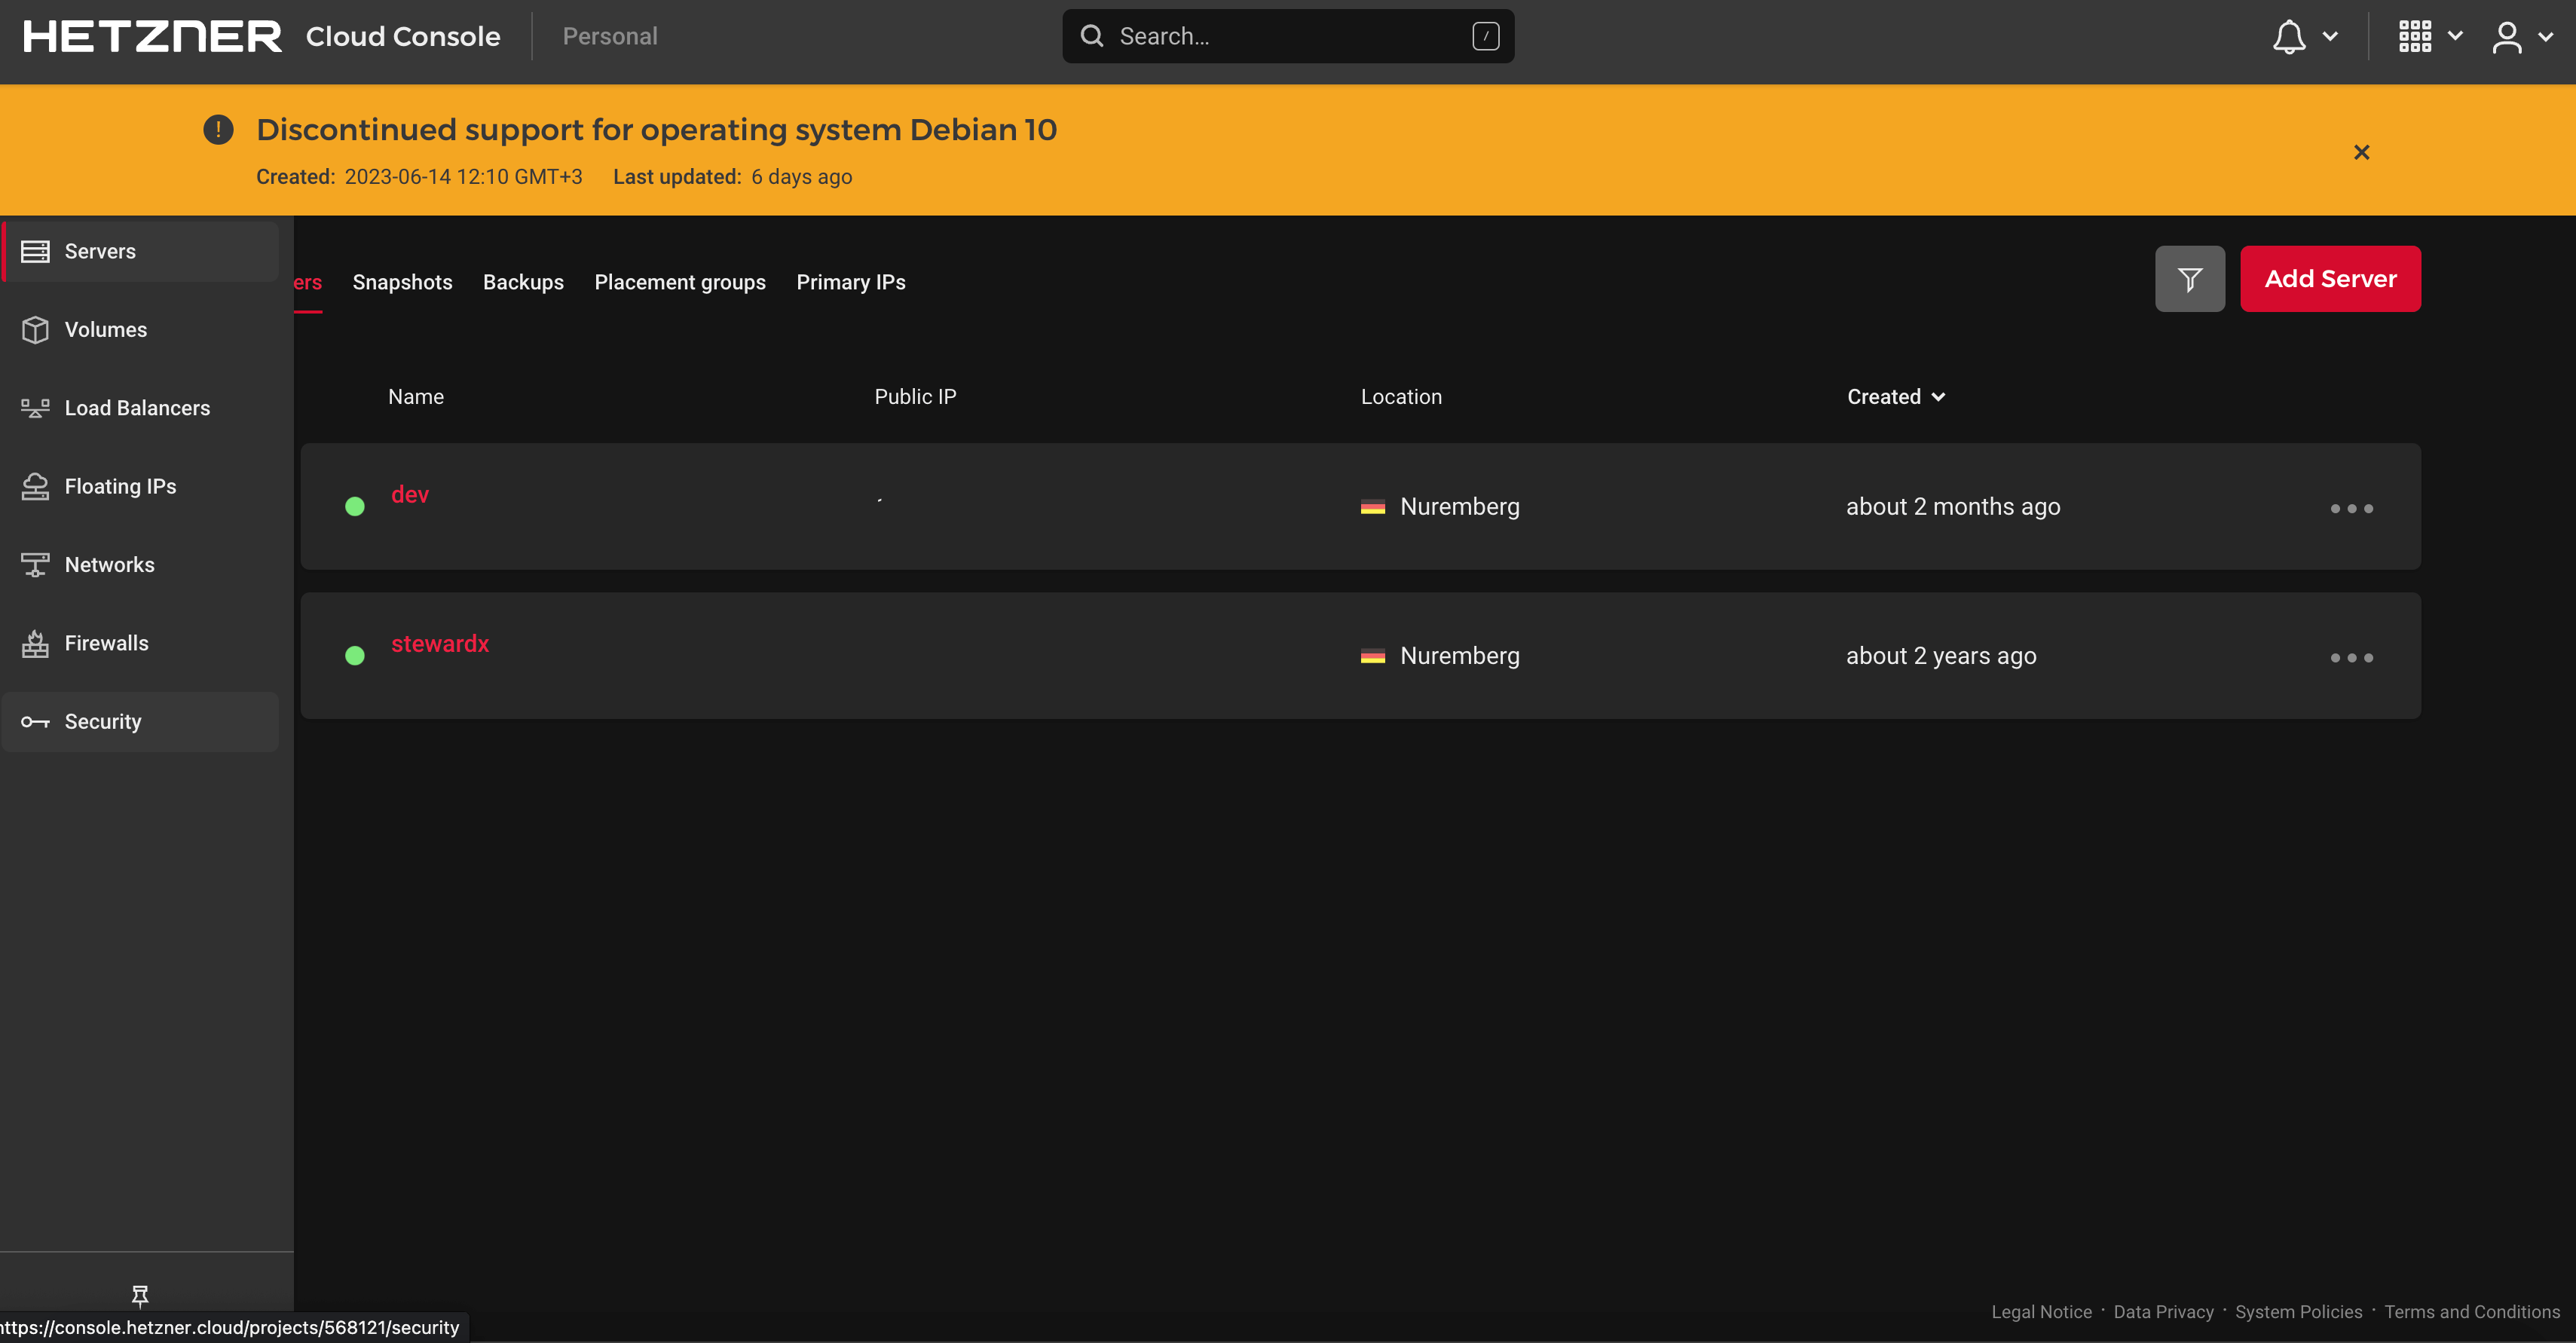 HETZNER Cloud Console Personal Search... /
Discontinued support for operating system Debian 10
Created: 2023-06-14 12:10 GMT+3 Last updated: 6 days ago
Servers
Volumes
Load Balancers
Floating IPs
Networks
Firewalls
Security
ers Snapshots Backups Placement groups Primary IPs
Add Server
Name Public IP Location Created
dev Nuremberg about 2 months ago
stewardx Nuremberg about 2 years ago
Legal Notice · Data Privacy · System Policies · Terms and Conditions
ttps://console.hetzner.cloud/projects/568121/security